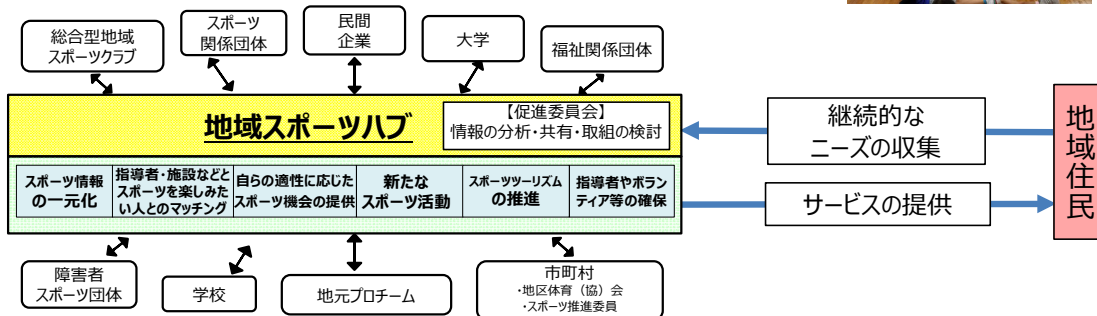 総合型地域
スポーツクラブ
スポーツ
関係団体
民間
企業
大学
福祉関係団体
地域スポーツハブ
【促進委員会】
情報の分析・共有・取組の検討
スポーツ情報
の一元化
指導者・施設などと
スポーツを楽しみた
い人とのマッチング
自らの適性に応じた
スポーツ機会の提供
新たな
スポーツ活動
スポーツツーリズム
の推進
指導者やボラン
ティア等の確保
継続的な
ニーズの収集
サービスの提供
地域住民
障害者
スポーツ団体
学校
地元プロチーム
市町村
・地区体育（協）会
・スポーツ推進委員